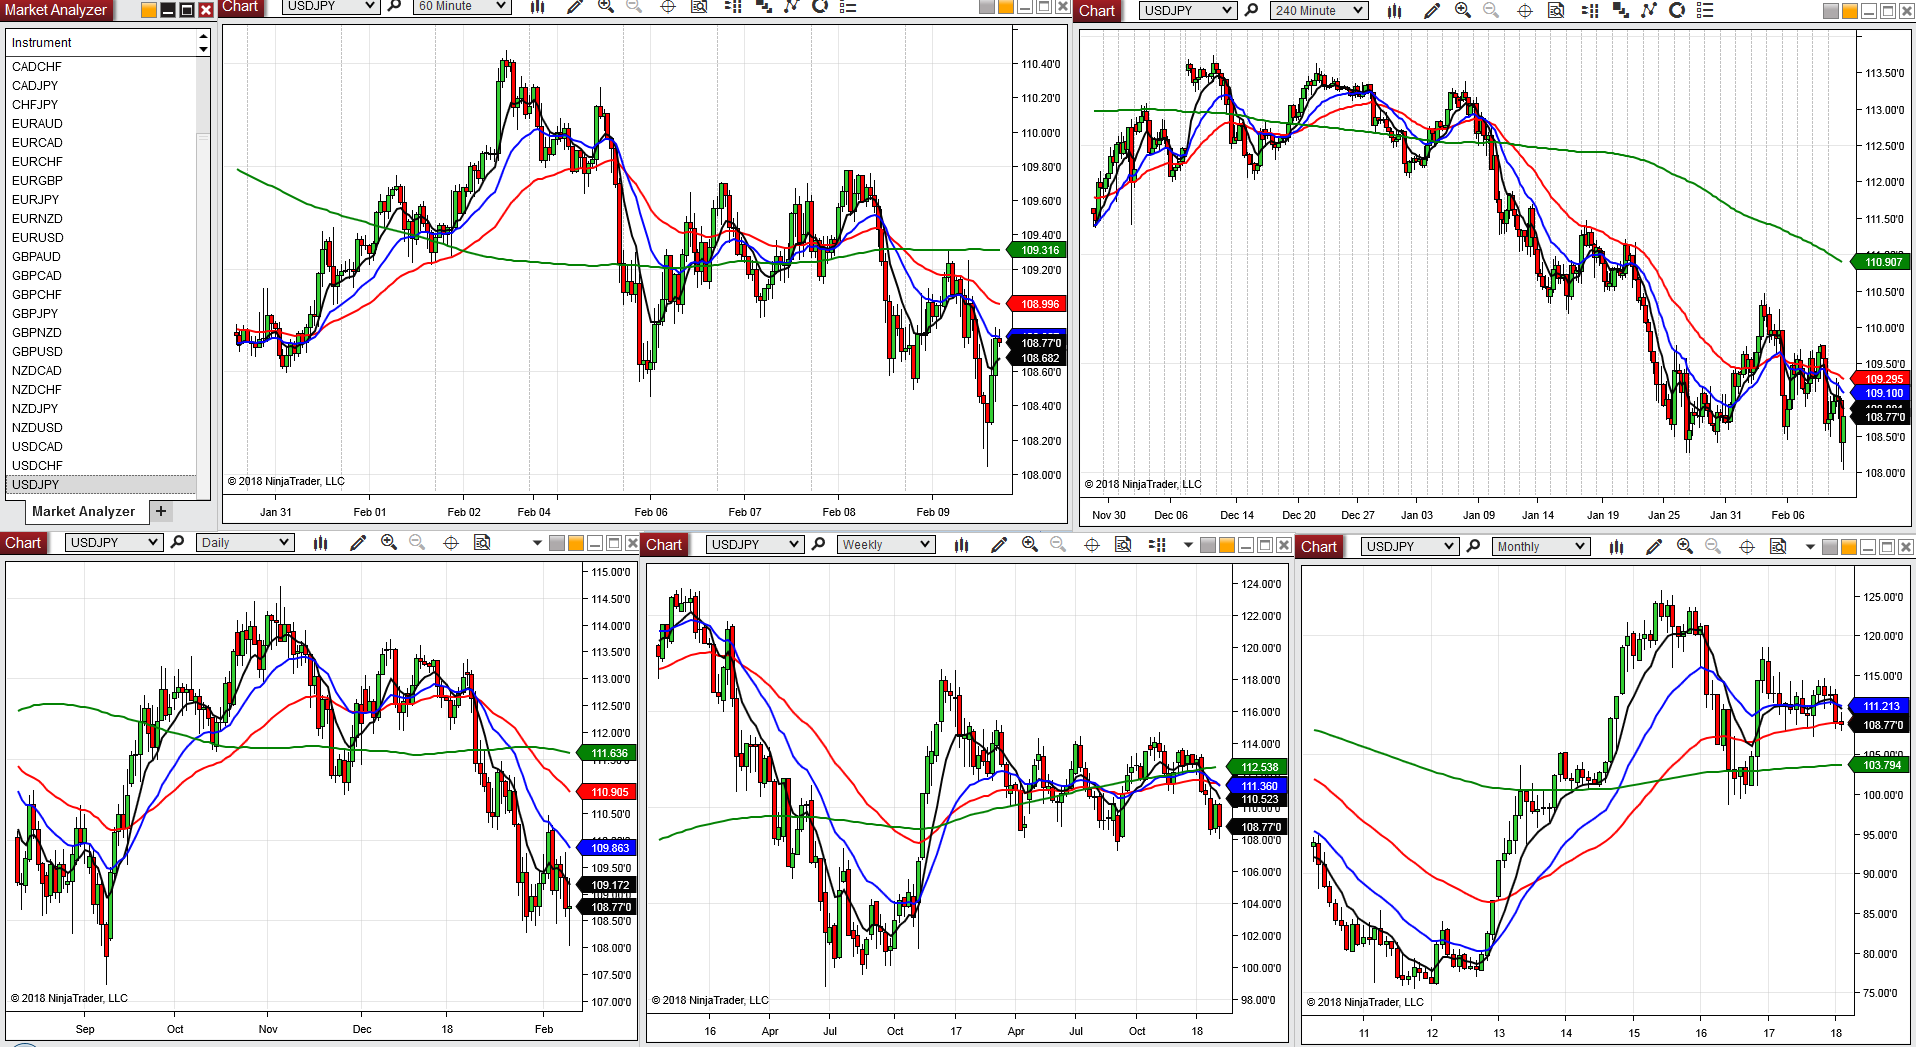 Market Analyzer
Instrument
CADCHF
CADJPY
CHFJPY
EURAUD
EURCAD
EURCHF
EURGBP
EURJPY
EURNZD
EURUSD
GBPAUD
GBPCAD
GBPCHF
GBPJPY
GBPNZD
GBPUSD
NZDCAD
NZDCHF
NZDJPY
NZDUSD
USDCAD
USDCHF
USDJPY
Market Analyzer +
Chart USDJPY 60 Minute
110.40'0
110.20'0
110.00'0
109.80'0
109.60'0
109.40'0
109.316
109.20'0
108.996
108.77'0
108.682
108.60'0
108.40'0
108.20'0
108.00'0
© 2018 NinjaTrader, LLC
Jan 31 Feb 01 Feb 02 Feb 04 Feb 06 Feb 07 Feb 08 Feb 09
Chart USDJPY 240 Minute
113.50'0
113.00'0
112.50'0
112.00'0
111.50'0
110.907
110.50'0
110.00'0
109.50'0
109.295
109.100
108.77'0
108.50'0
108.00'0
© 2018 NinjaTrader, LLC
Nov 30 Dec 06 Dec 14 Dec 20 Dec 27 Jan 03 Jan 09 Jan 14 Jan 19 Jan 25 Jan 31 Feb 06
Chart USDJPY Daily
115.00'0
114.50'0
114.00'0
113.50'0
113.00'0
112.50'0
112.00'0
111.636
110.905
110.50'0
109.863
109.50'0
109.172
108.77'0
108.50'0
108.00'0
107.50'0
107.00'0
© 2018 NinjaTrader, LLC
Sep Oct Nov Dec 18 Feb
Chart USDJPY Weekly
124.00'0
122.00'0
120.00'0
118.00'0
116.00'0
114.00'0
112.538
111.360
110.523
110.00'0
108.77'0
108.00'0
106.00'0
104.00'0
102.00'0
100.00'0
98.00'0
© 2018 NinjaTrader, LLC
16 Apr Jul Oct 17 Apr Jul Oct 18
Chart USDJPY Monthly
125.00'0
120.00'0
115.00'0
111.213
108.77'0
105.00'0
103.794
100.00'0
95.00'0
90.00'0
85.00'0
80.00'0
75.00'0
© 2018 NinjaTrader, LLC
11 12 13 14 15 16 17 18